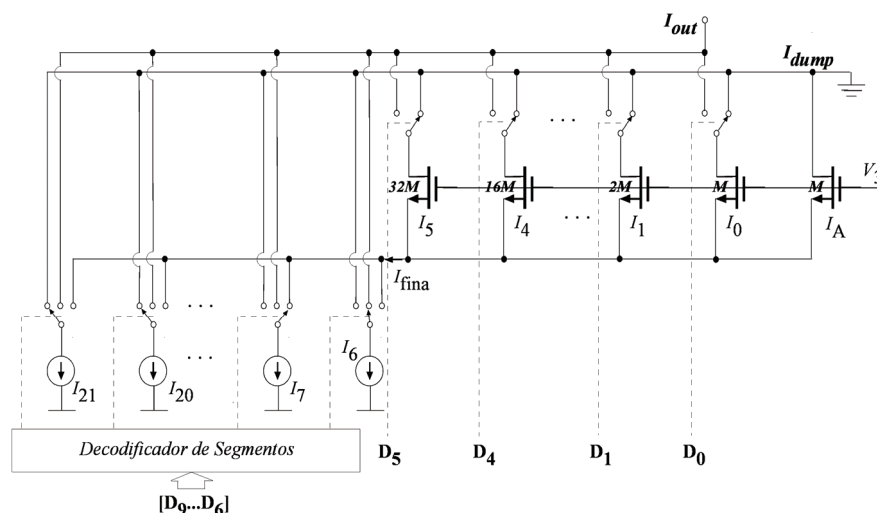 I_out
I_dump
32M 16M 2M M M V_3
I_5 I_4 . . . I_1 I_0 I_A
I_fina
. . .
I_21 I_20 . . . I_7 I_6
Decodificador de Segmentos
D_5 D_4 D_1 D_0
[D_9...D_6]